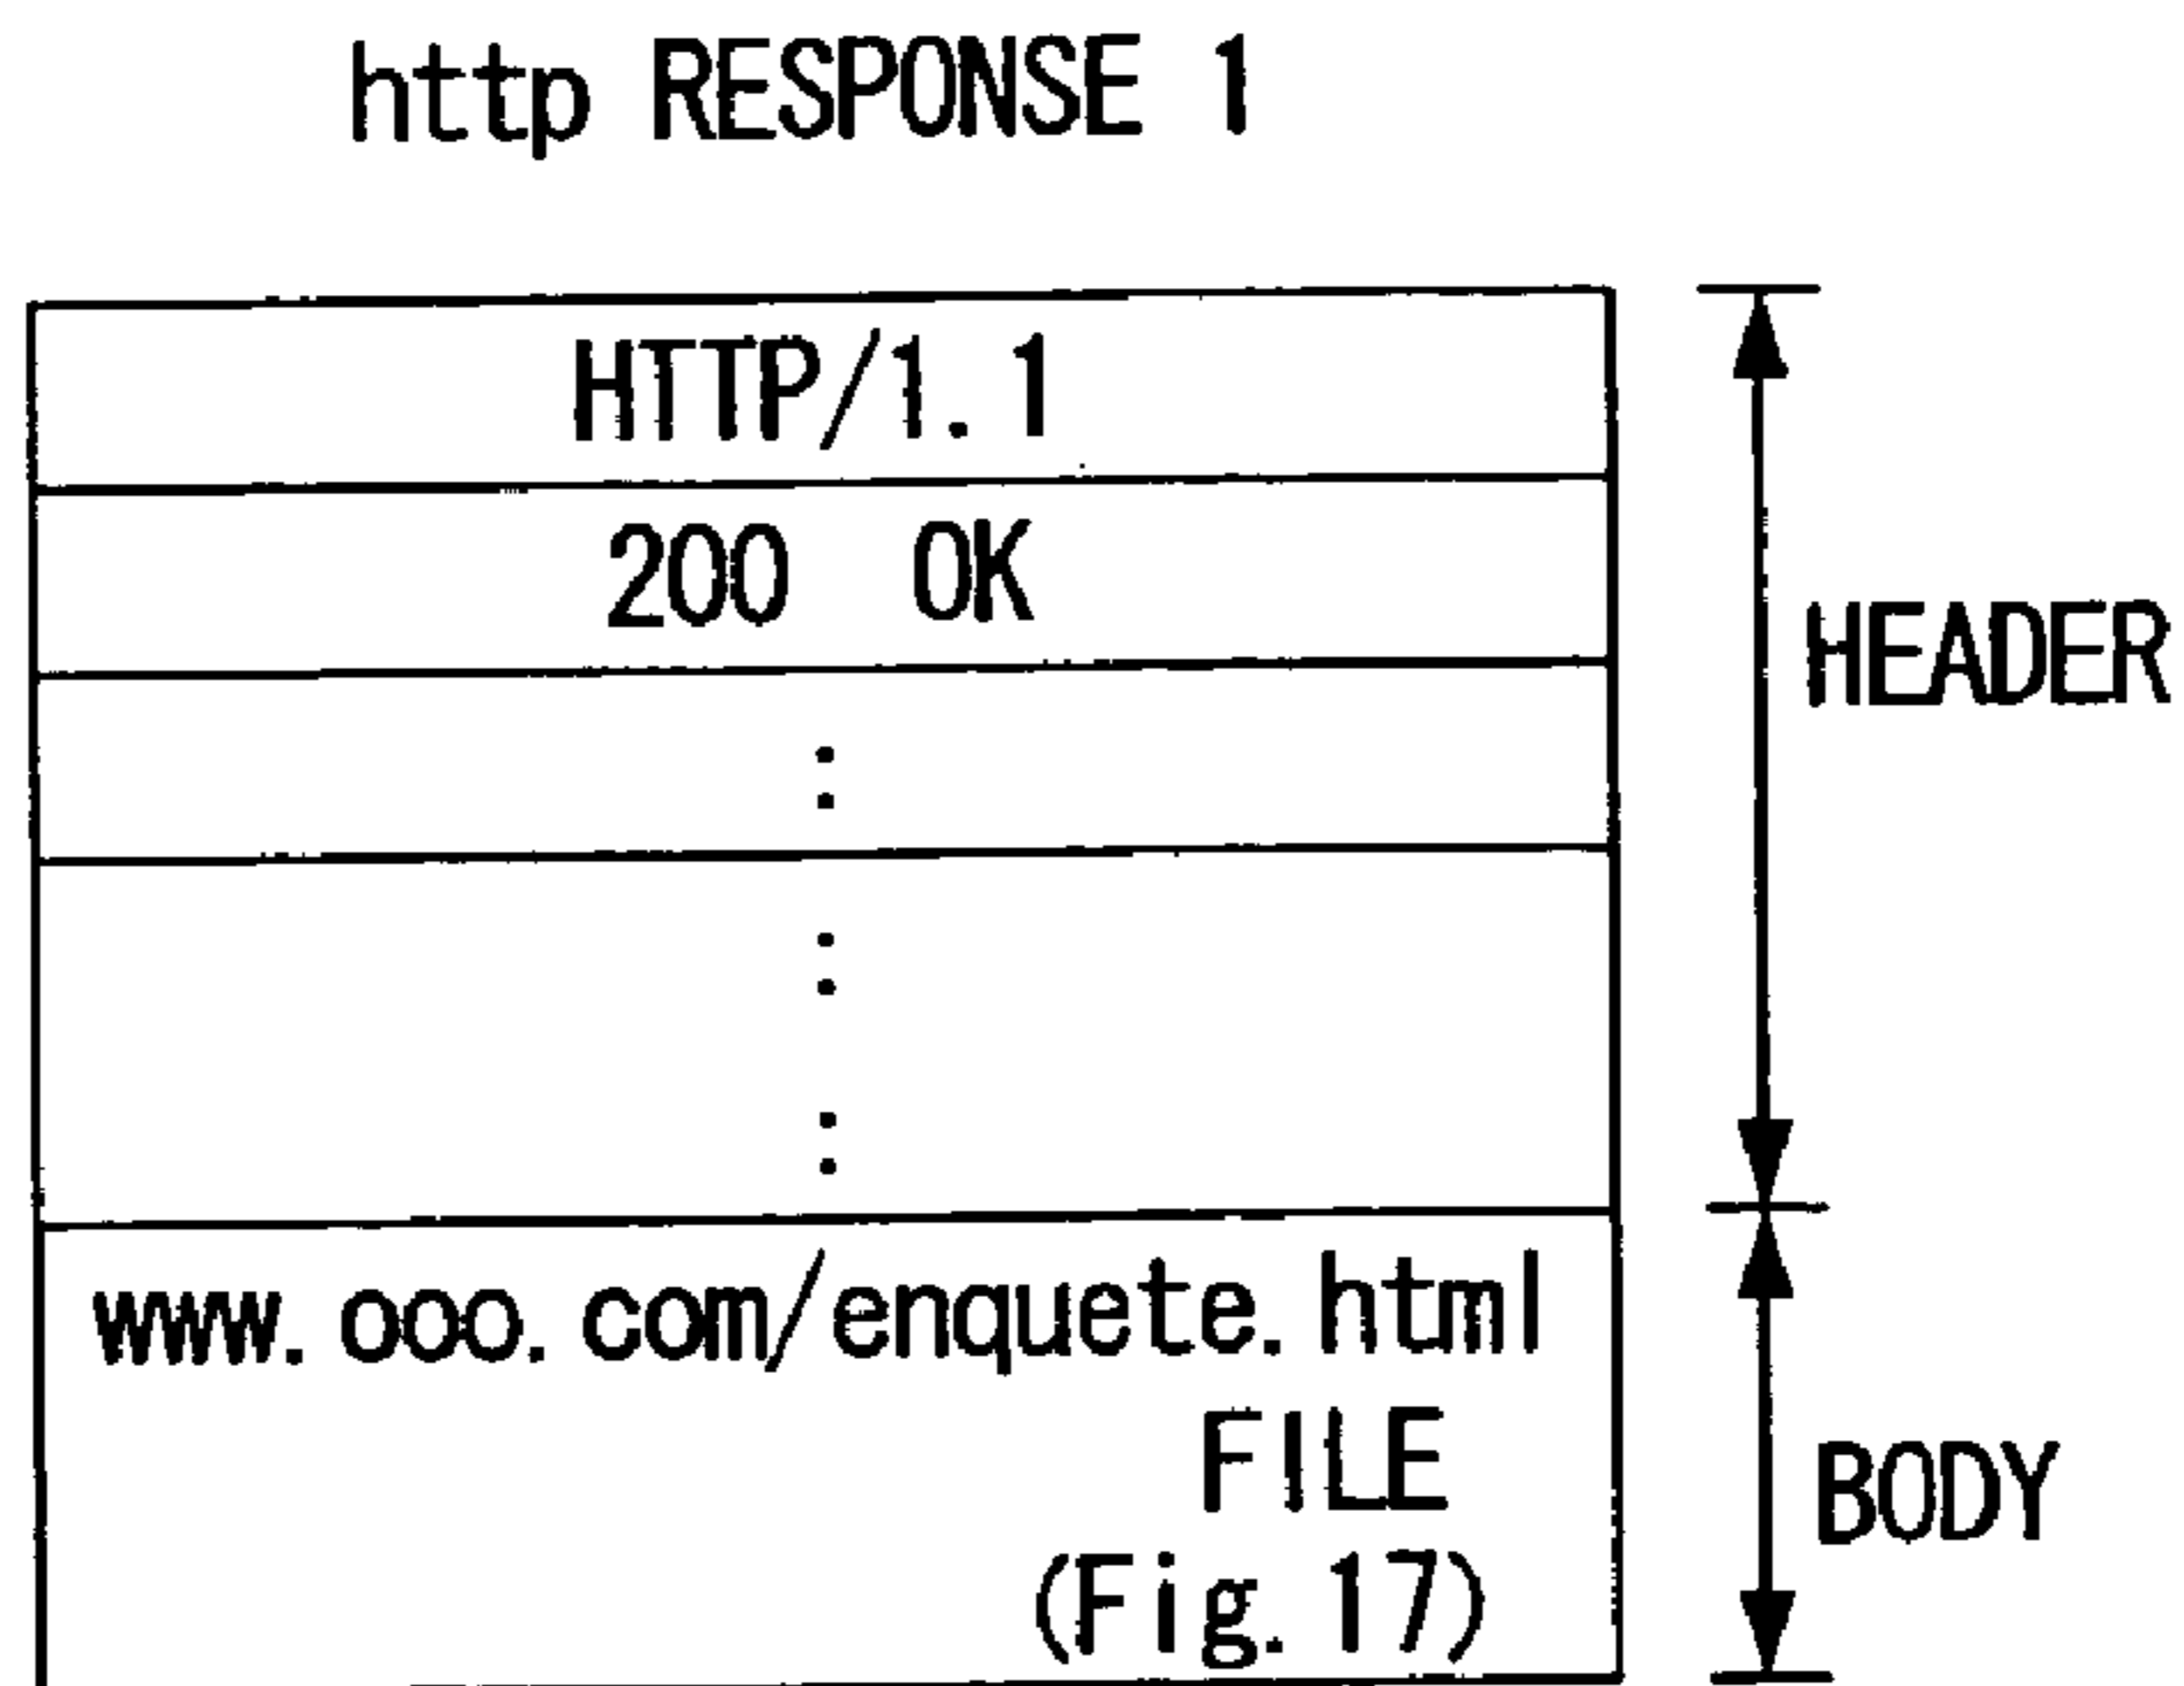 http RESPONSE 1
HTTP/1.1
200 OK
:
:
:
www.ooo.com/enquete.html
FILE
(Fig.17)
HEADER
BODY